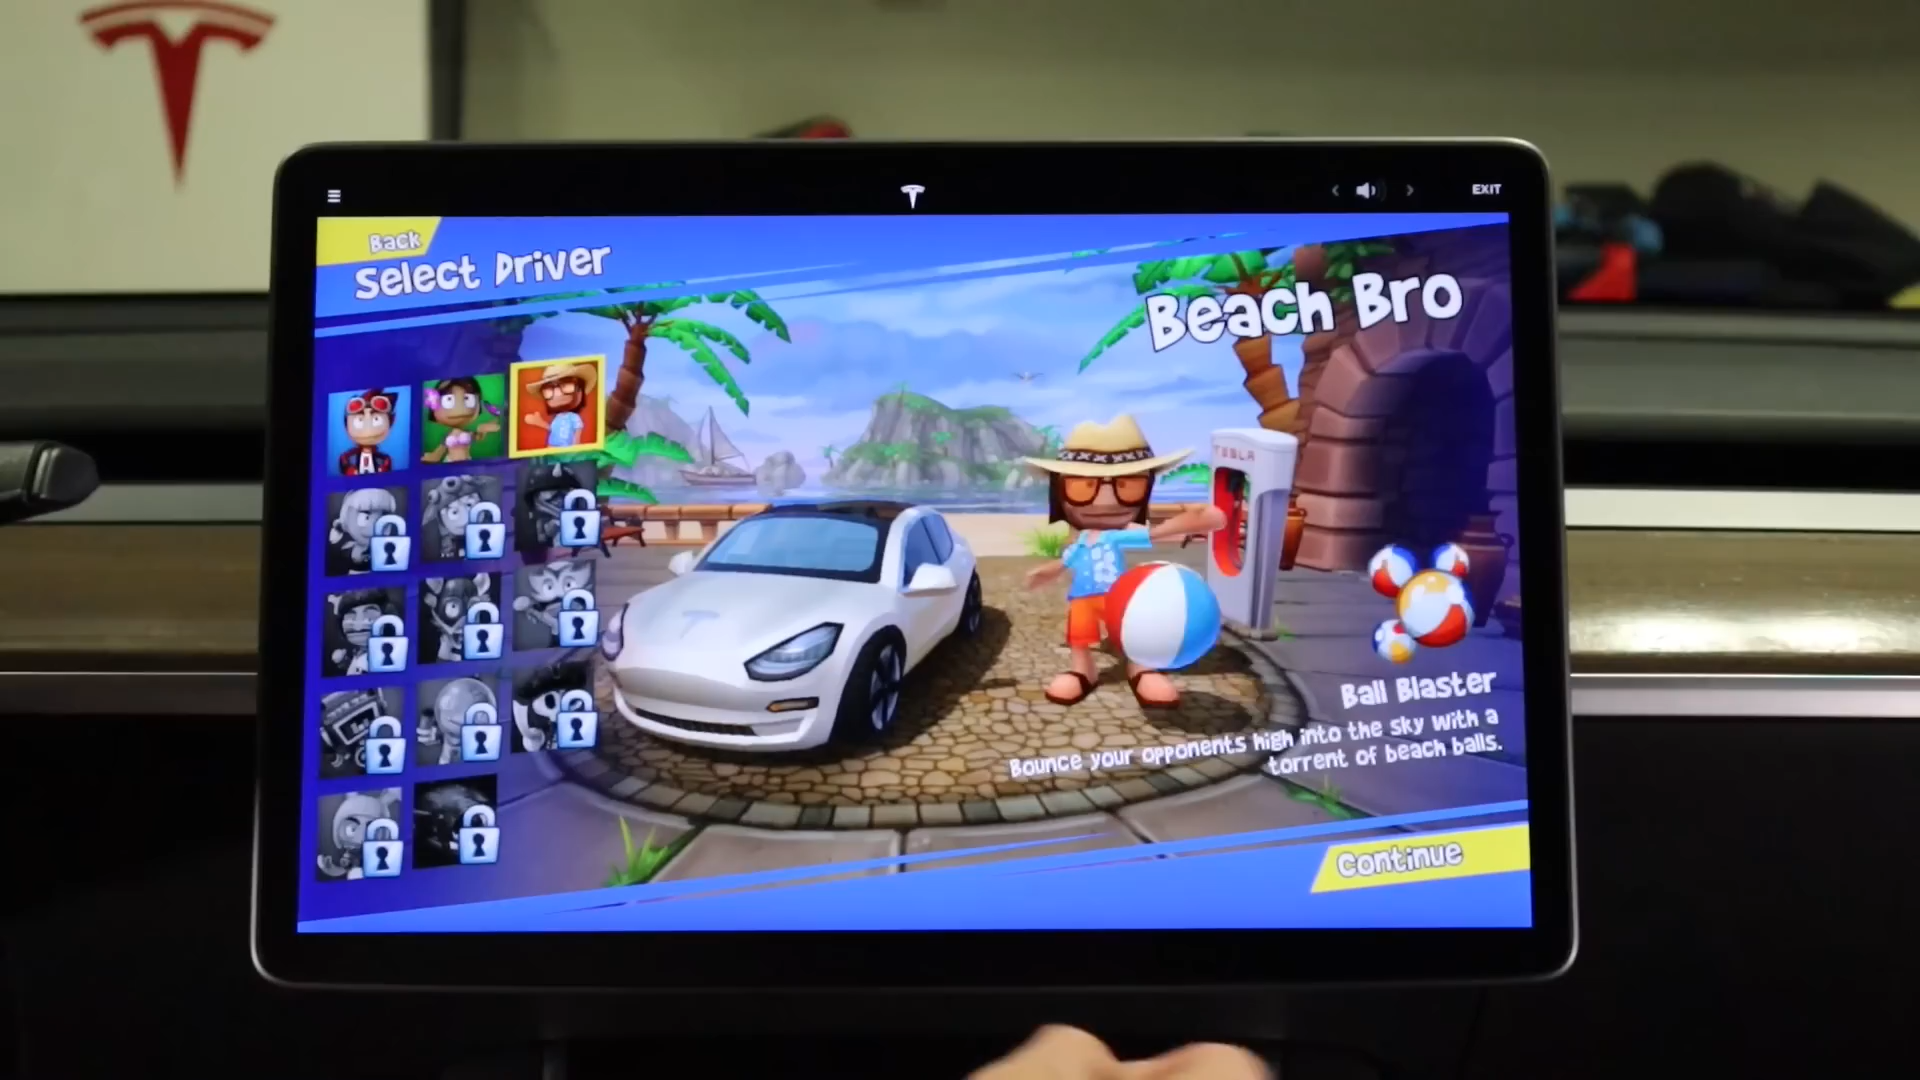 EXIT
Back
Select Driver
Beach Bro
TESLA
Ball Blaster
Bounce your opponents high into the sky with a
torrent of beach balls.
Continue